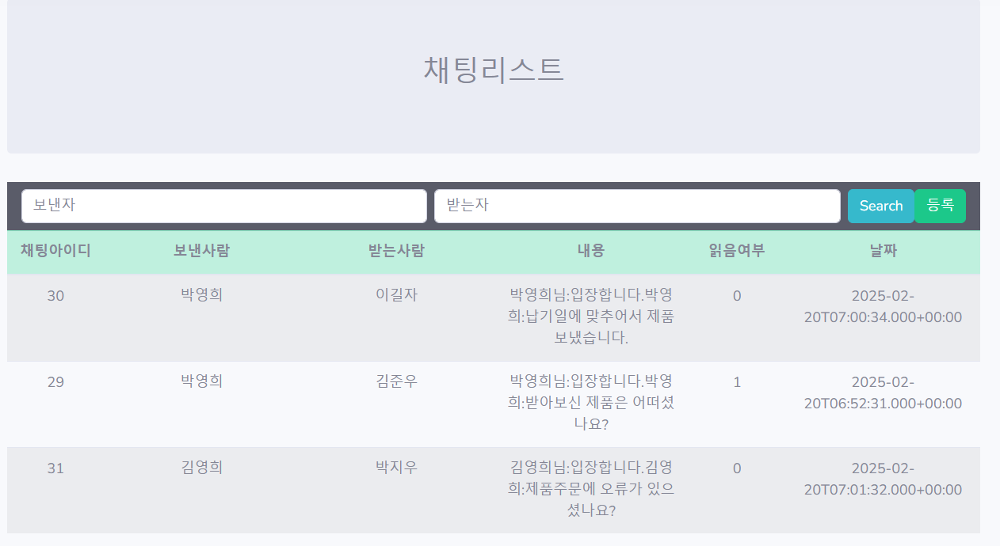 채팅리스트
보낸자 받는자 Search 등록
채팅아이디 보낸사람 받는사람 내용 읽음여부 날짜
30 박영희 이길자 박영희님:입장합니다.박영 0 2025-02-
희:납기일에 맞추어서 제품 20T07:00:34.000+00:00
보냈습니다.
29 박영희 김준우 박영희님:입장합니다.박영 1 2025-02-
희:받아보신 제품은 어떠셨 20T06:52:31.000+00:00
나요?
31 김영희 박지우 김영희님:입장합니다.김영 0 2025-02-
희:제품주문에 오류가 있으 20T07:01:32.000+00:00
셨나요?